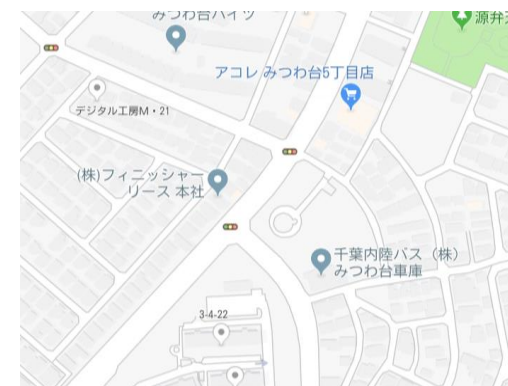 みつわ台ハイツ
源弁天
アコレ みつわ台5丁目店
デジタル工房M・21
(株)フィニッシャー
リース 本社
千葉内陸バス（株）
みつわ台車庫
3-4-22